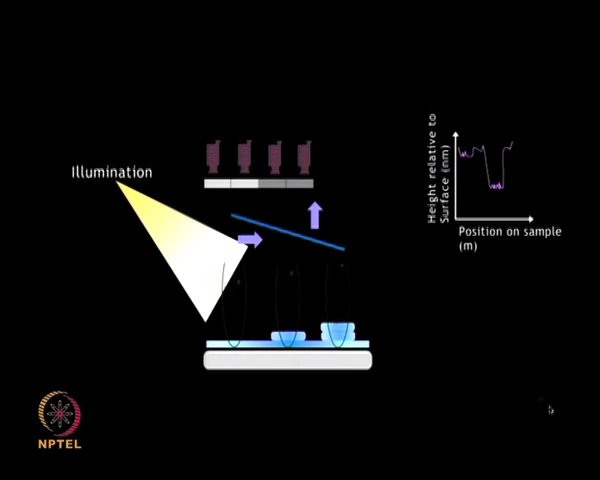 Illumination
Height relative to
Surface (nm)
Position on sample
(m)
NPTEL